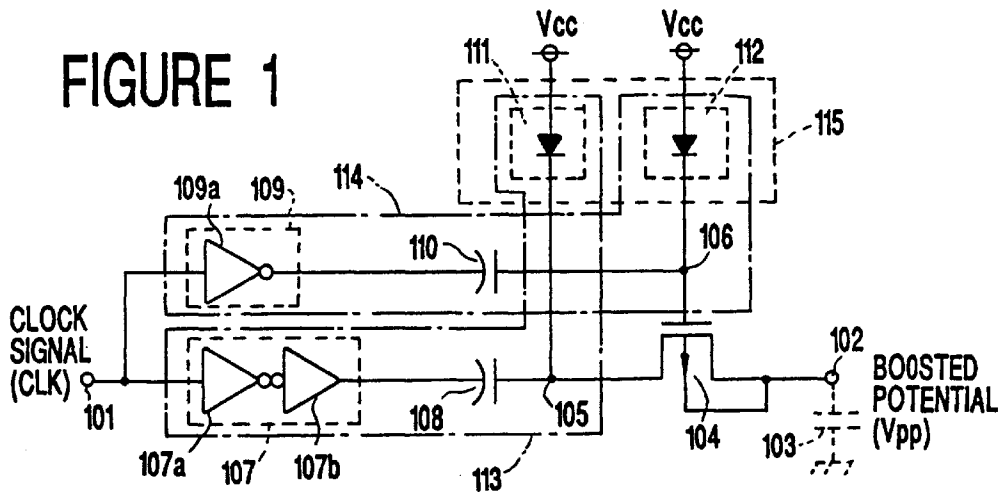 FIGURE 1
Vcc
Vcc
111
112
115
114
109a
109
110
106
CLOCK
SIGNAL
(CLK)
101
102
BOOSTED
POTENTIAL
(Vpp)
108
105
104
103
107a
107
107b
113